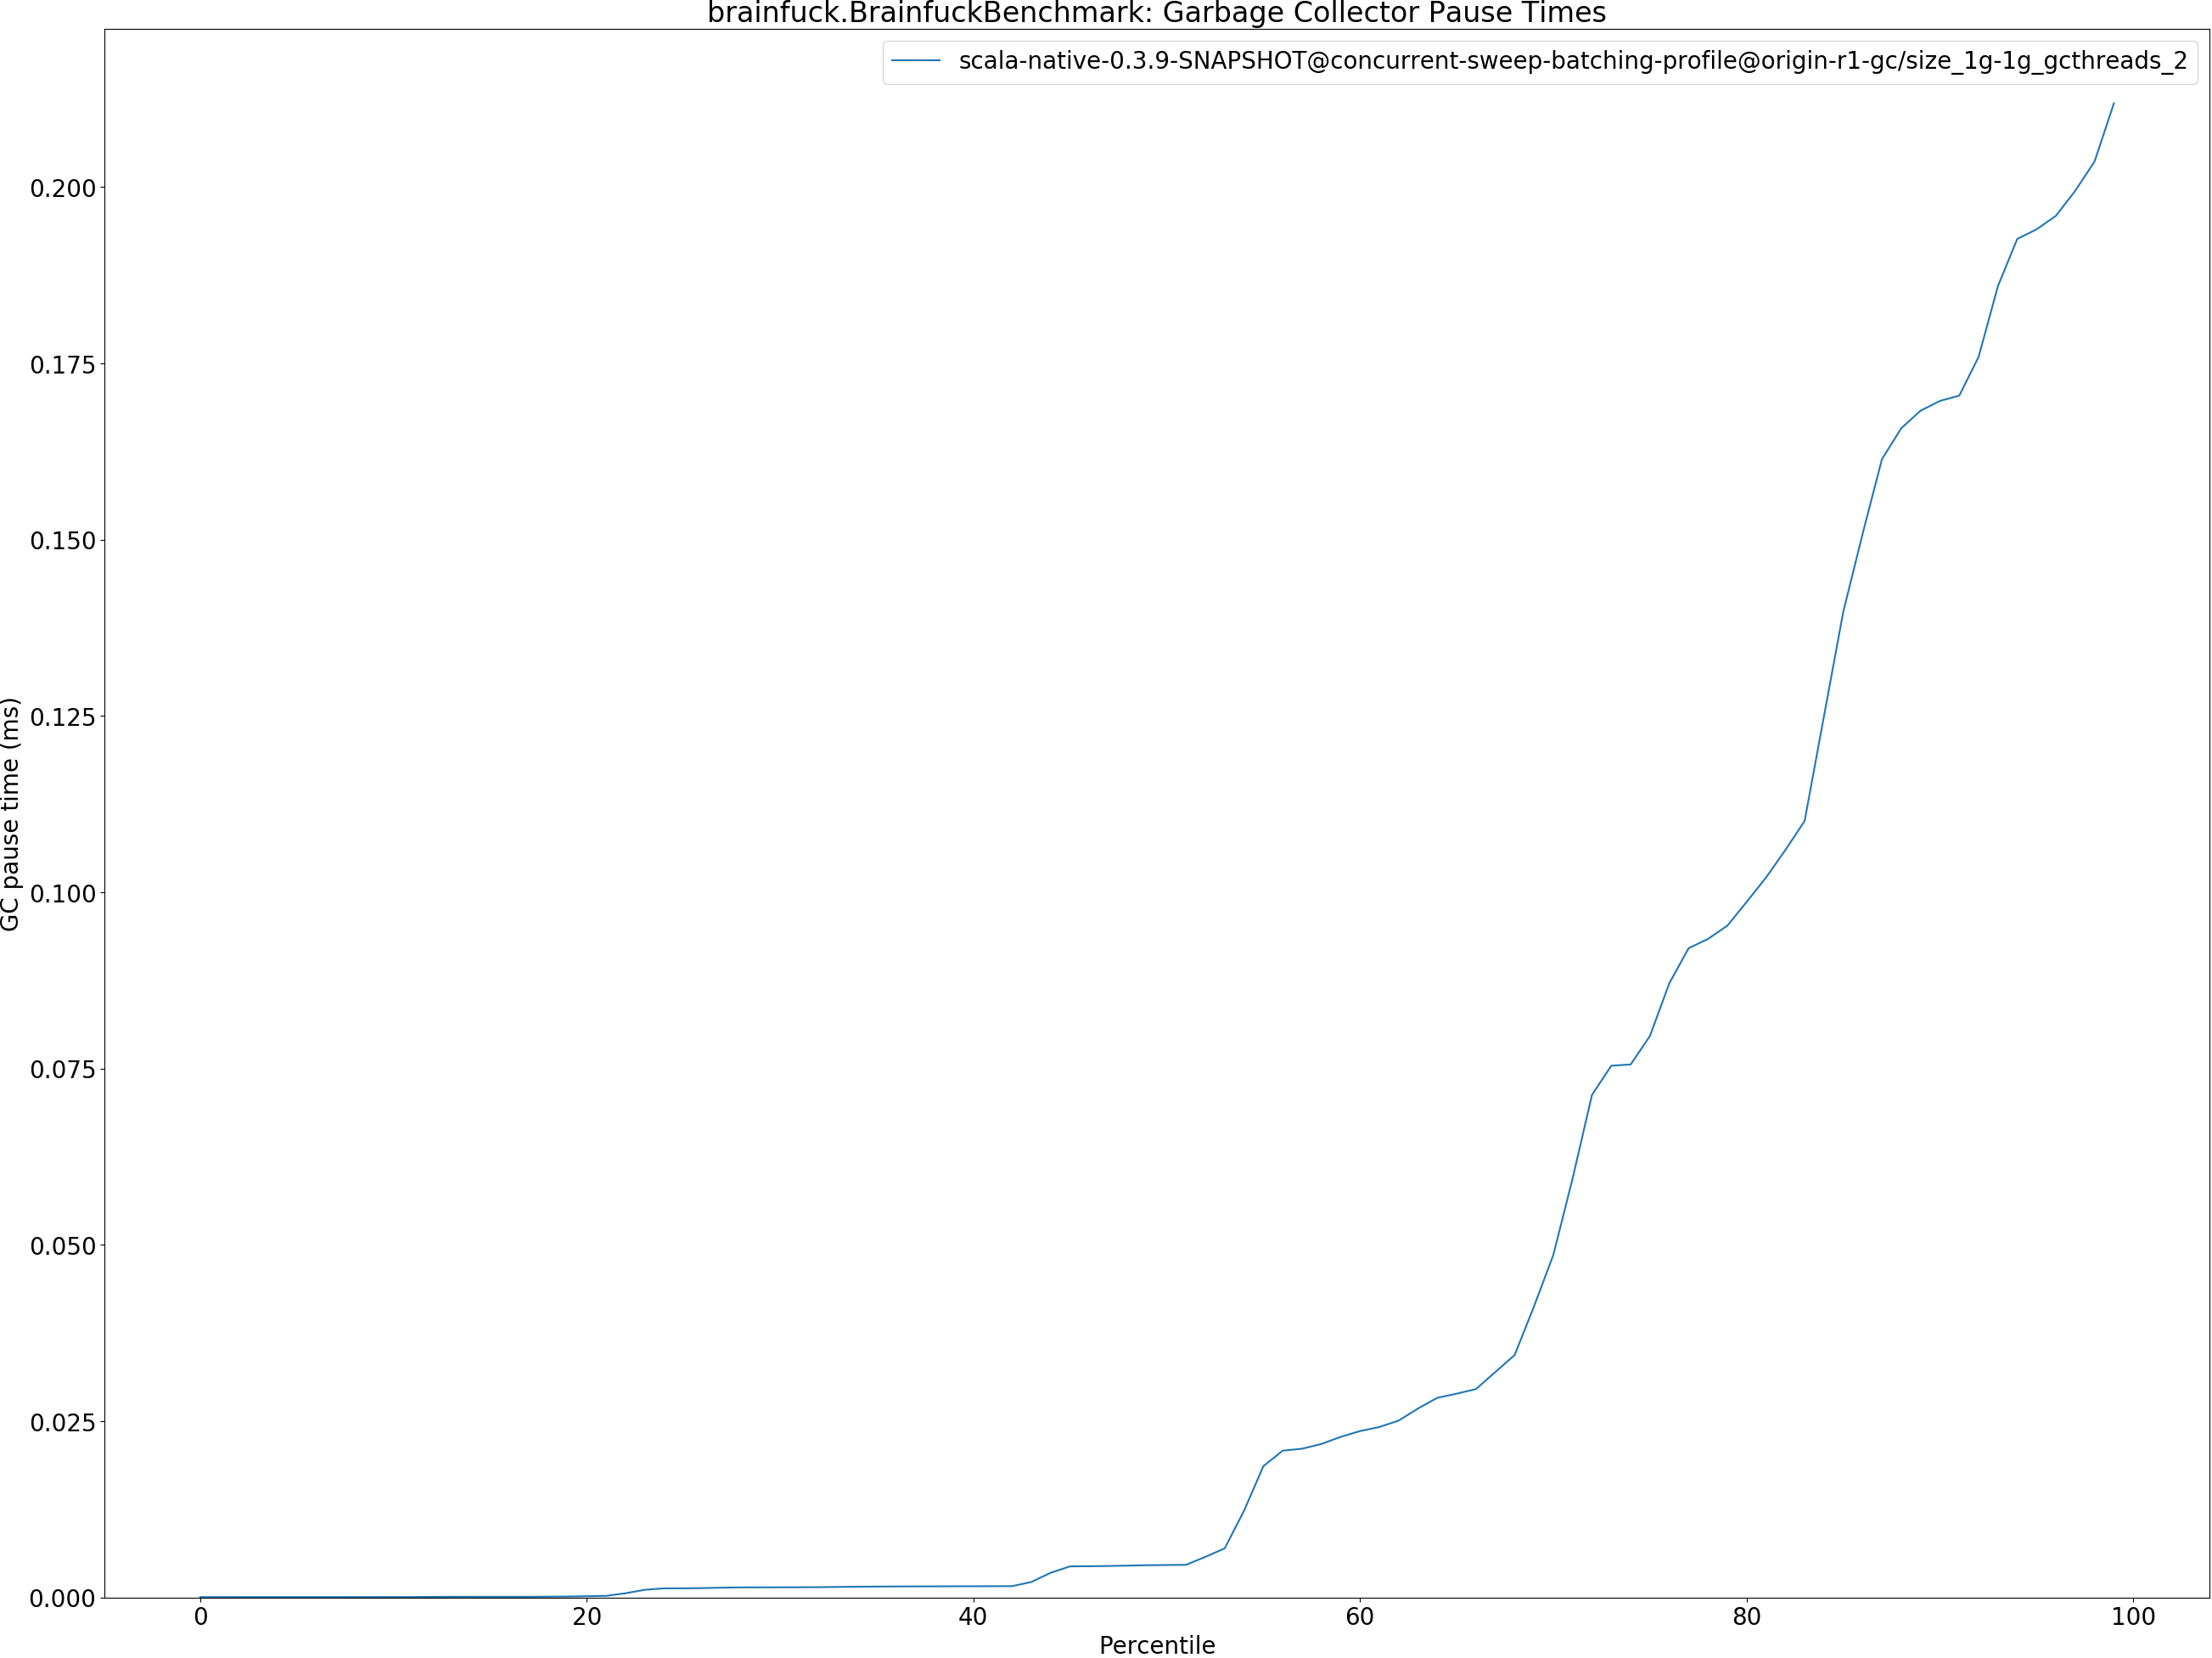 brainfuck.BrainfuckBenchmark: Garbage Collector Pause Times
scala-native-0.3.9-SNAPSHOT@concurrent-sweep-batching-profile@origin-r1-gc/size_1g-1g_gcthreads_2
GC pause time (ms)
0.200
0.175
0.150
0.125
0.100
0.075
0.050
0.025
0.000
0 20 40 60 80 100
Percentile